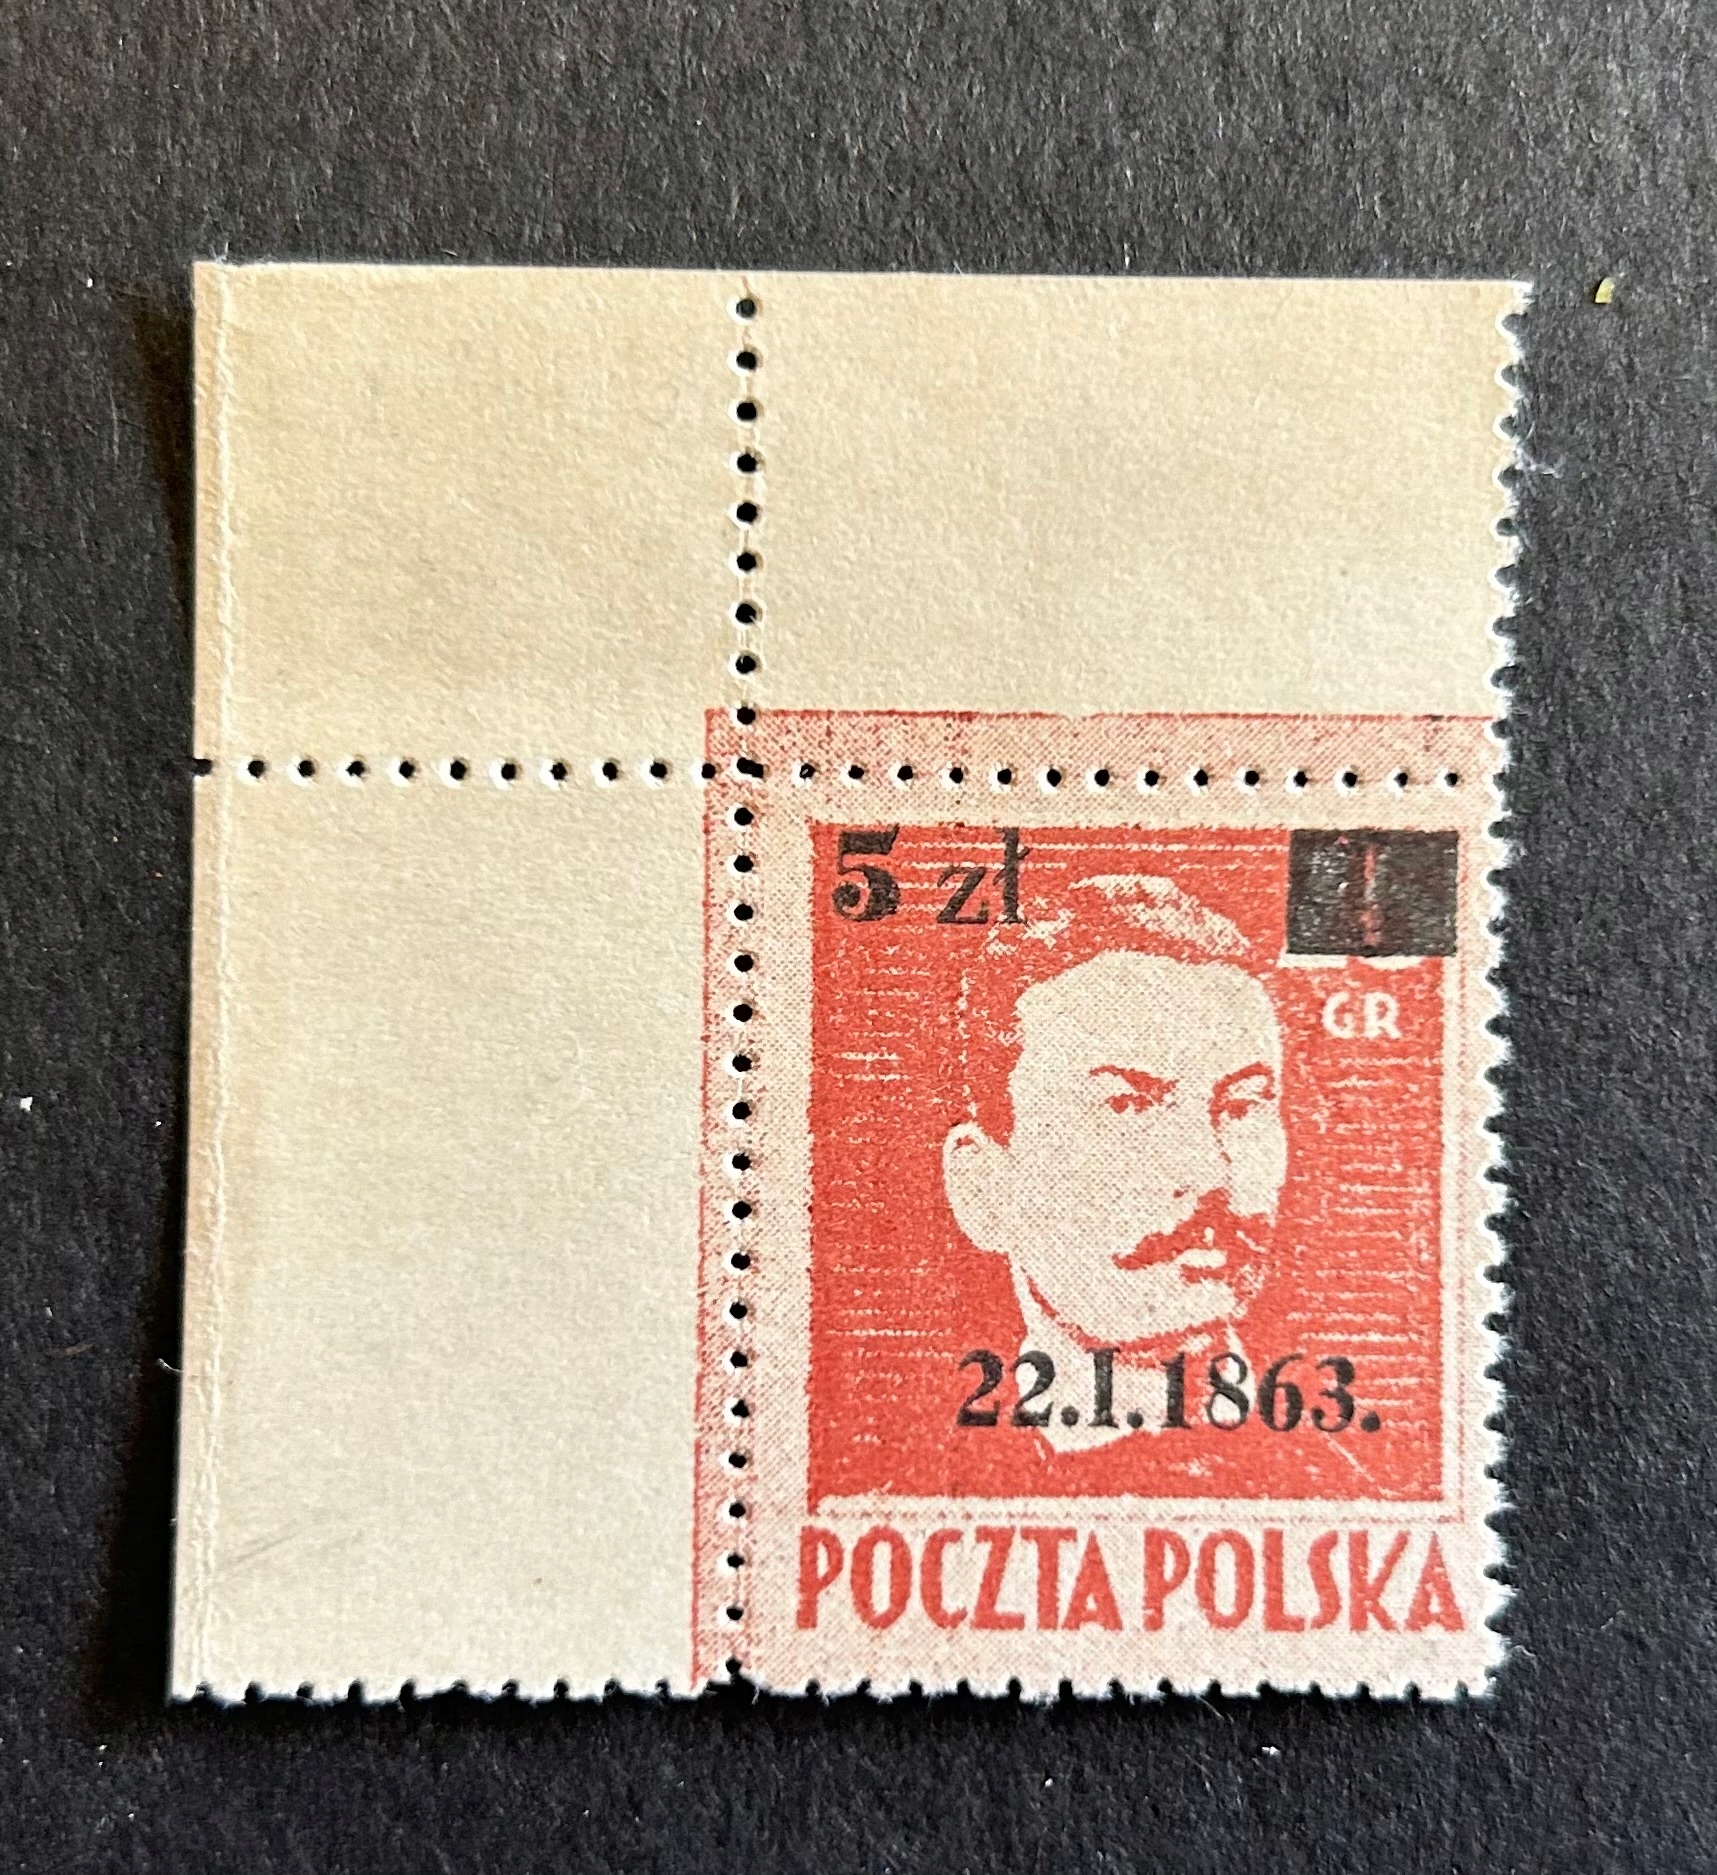 5 zł
GR
22.I.1863.
POCZTA POLSKA